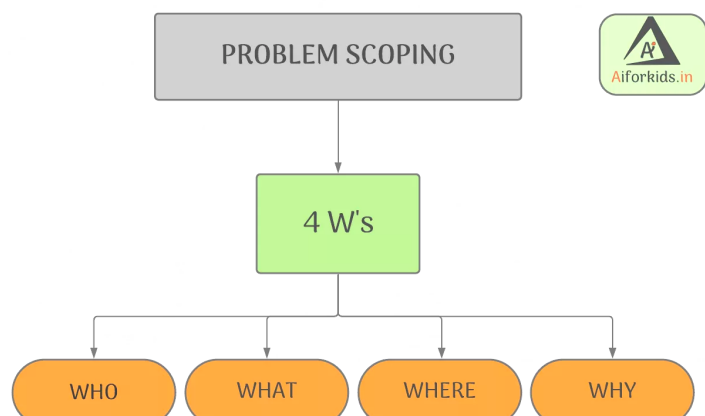 PROBLEM SCOPING
Aiforkids.in
4 W's
WHO
WHAT
WHERE
WHY